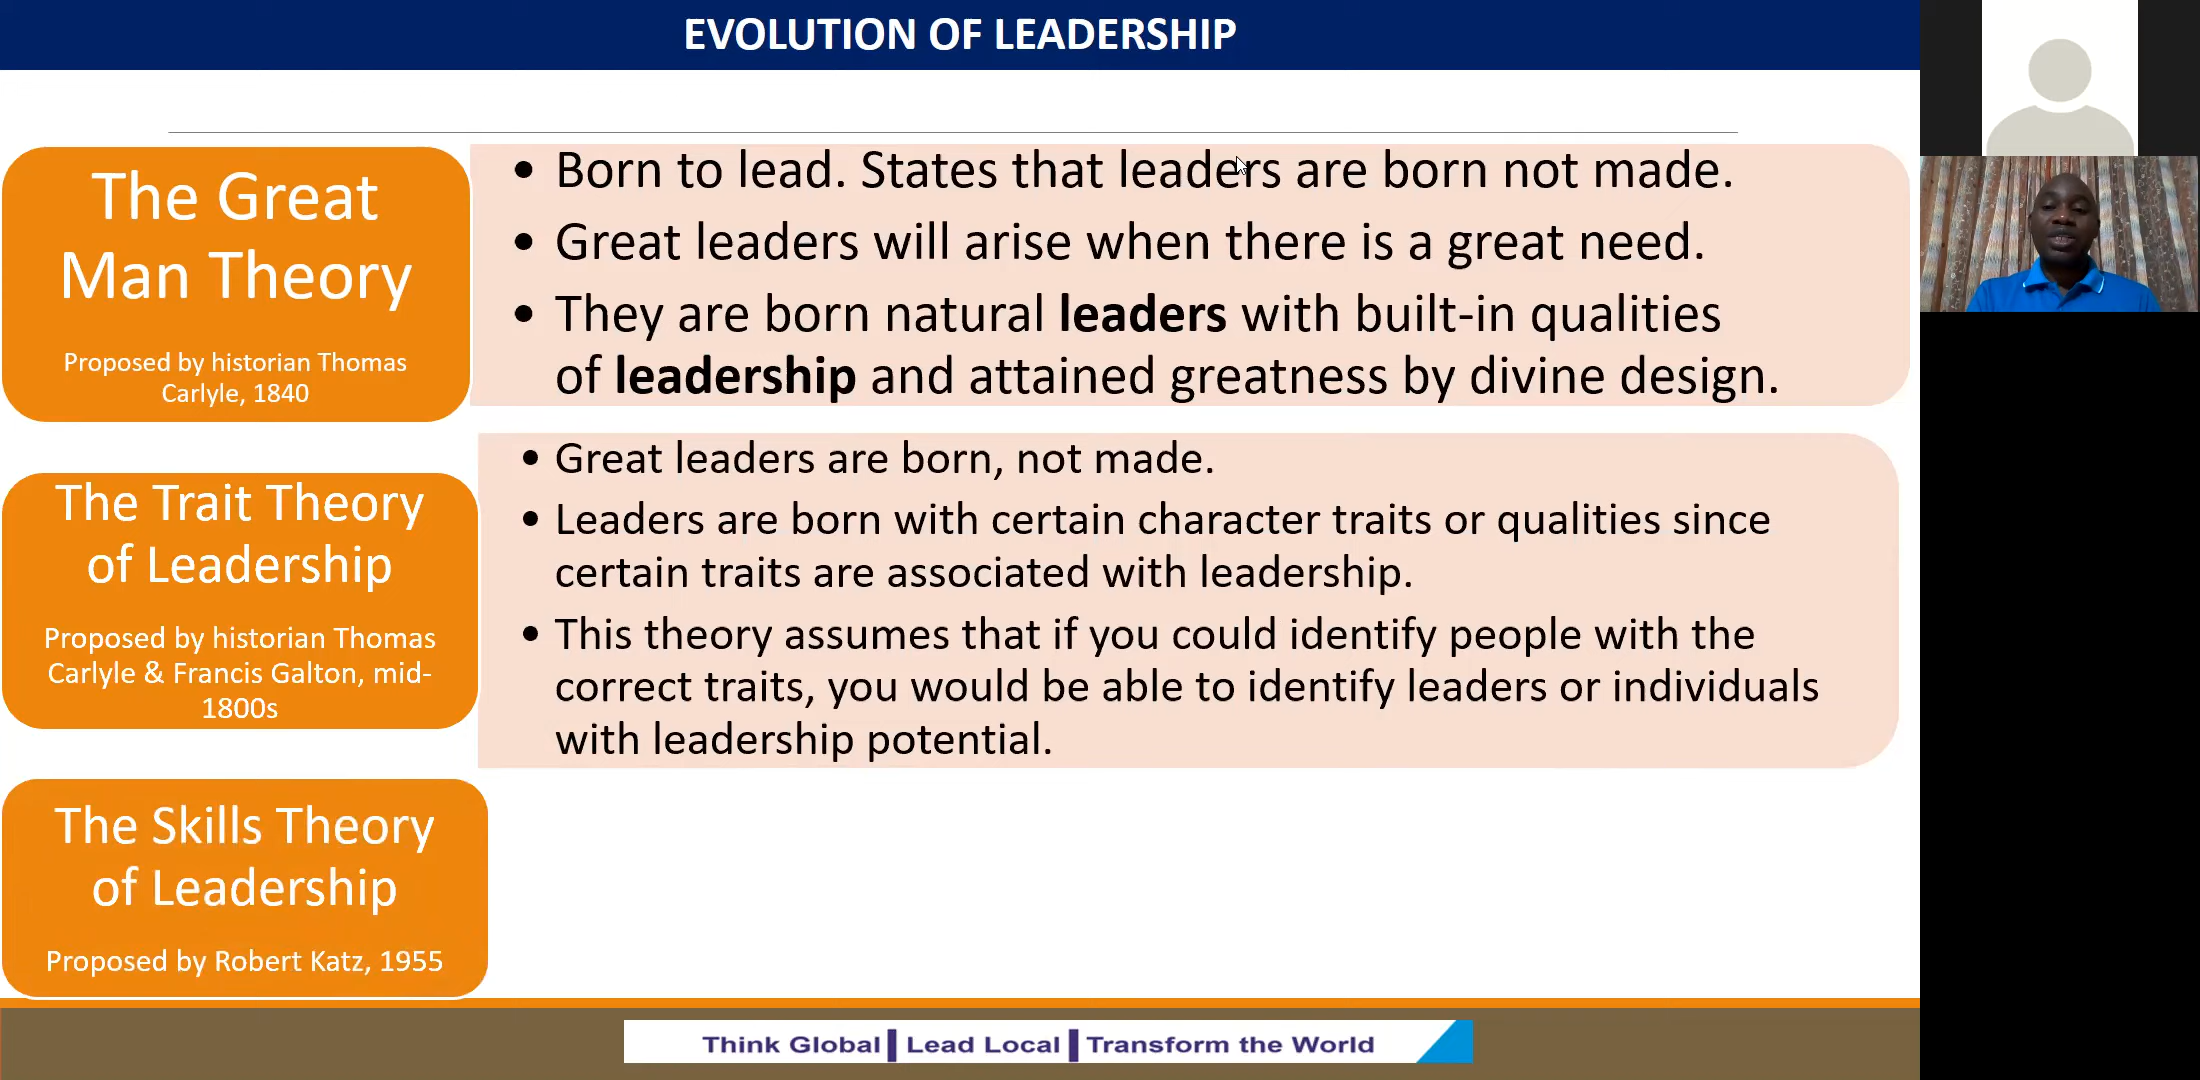 EVOLUTION OF LEADERSHIP
The Great
Man Theory
Proposed by historian Thomas
Carlyle, 1840
• Born to lead. States that leaders are born not made.
• Great leaders will arise when there is a great need.
• They are born natural leaders with built-in qualities
of leadership and attained greatness by divine design.
The Trait Theory
of Leadership
Proposed by historian Thomas
Carlyle & Francis Galton, mid-
1800s
• Great leaders are born, not made.
• Leaders are born with certain character traits or qualities since
certain traits are associated with leadership.
• This theory assumes that if you could identify people with the
correct traits, you would be able to identify leaders or individuals
with leadership potential.
The Skills Theory
of Leadership
Proposed by Robert Katz, 1955
Think Global | Lead Local | Transform the World